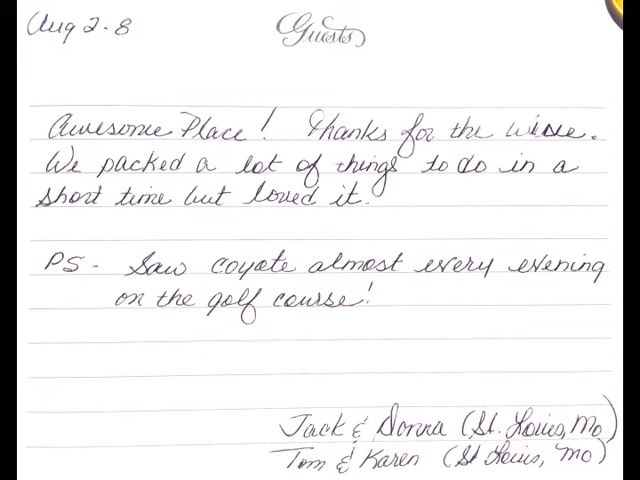 Aug 2-8
Guests
Awesome Place! Thanks for the wine.
We packed a lot of things to do in a
short time but loved it.
PS - Saw coyote almost every evening
on the golf course!
Jack & Donna (St. Louis, Mo)
Tom & Karen (St Louis, Mo)